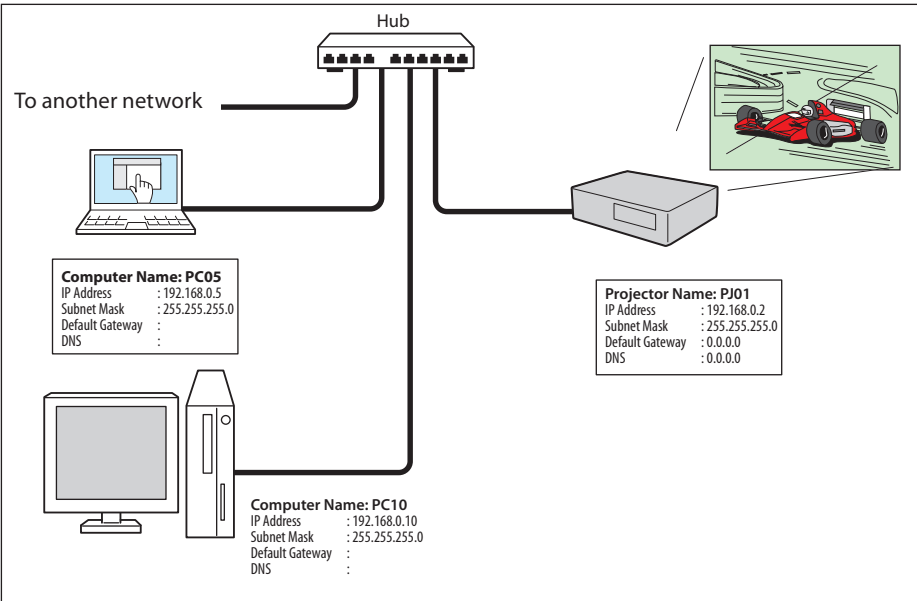 Hub
To another network
Computer Name: PC05
IP Address : 192.168.0.5
Subnet Mask : 255.255.255.0
Default Gateway :
DNS :
Projector Name: PJ01
IP Address : 192.168.0.2
Subnet Mask : 255.255.255.0
Default Gateway : 0.0.0.0
DNS : 0.0.0.0
Computer Name: PC10
IP Address : 192.168.0.10
Subnet Mask : 255.255.255.0
Default Gateway :
DNS :